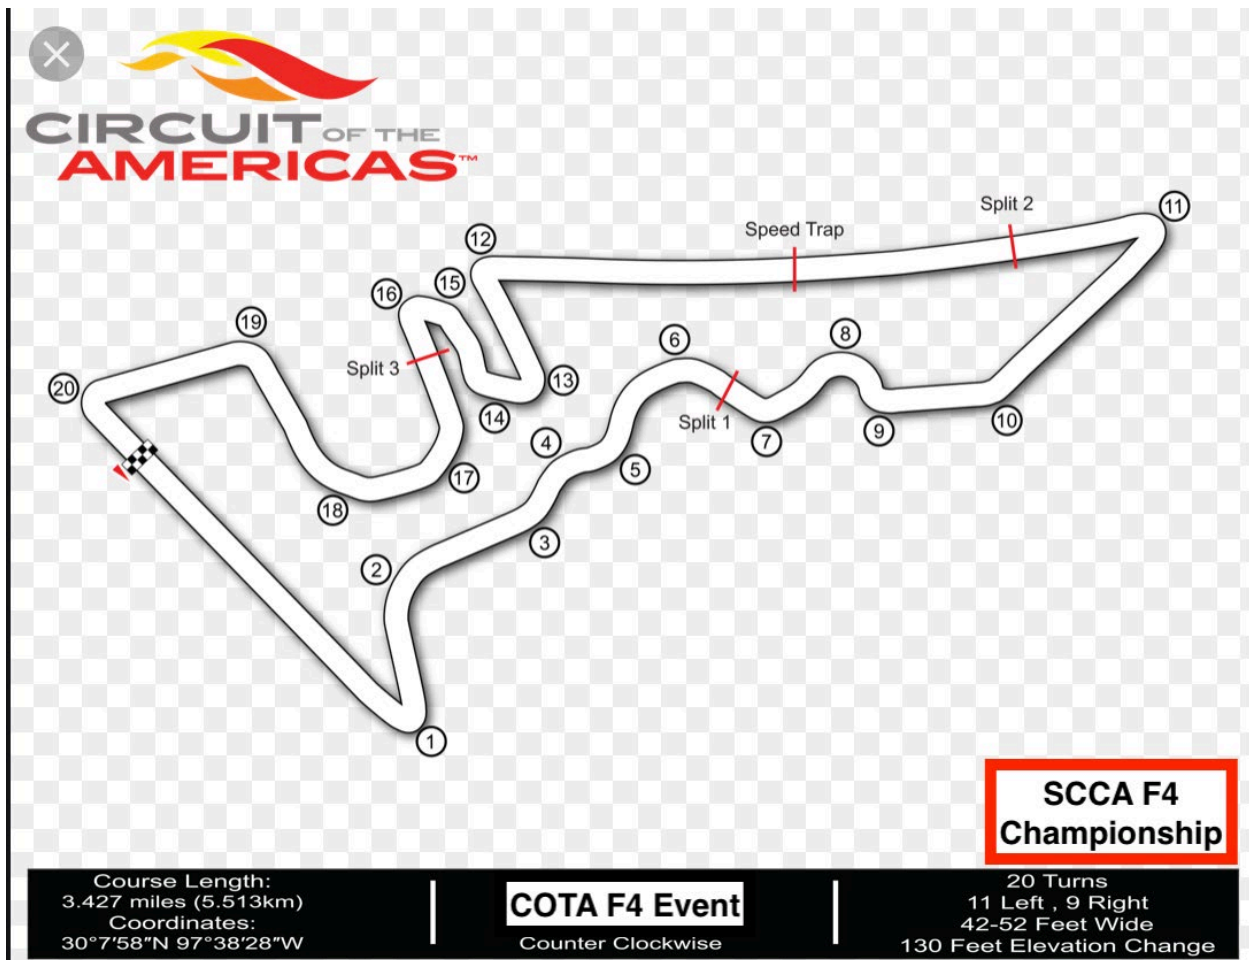 CIRCUIT OF THE
AMERICAS™
Split 2
11
Speed Trap
12
15
16
19
Split 3
20
6
8
13
14
Split 1
10
7
9
4
5
17
18
3
2
1
SCCA F4
Championship
Course Length:
3.427 miles (5.513km)
Coordinates:
30°7'58"N 97°38'28"W
COTA F4 Event
Counter Clockwise
20 Turns
11 Left , 9 Right
42-52 Feet Wide
130 Feet Elevation Change